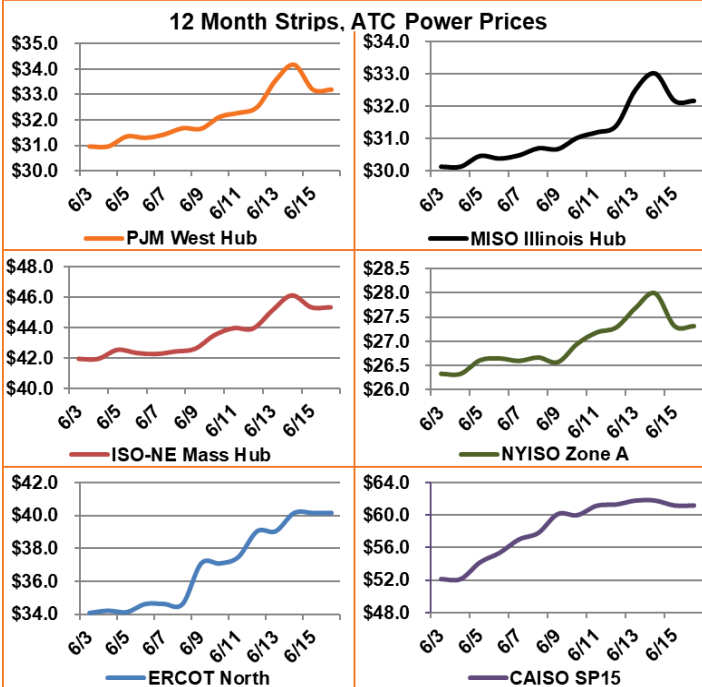 12 Month Strips, ATC Power Prices
$35.0
$34.0
$33.0
$32.0
$31.0
$30.0
6/3 6/5 6/7 6/9 6/11 6/13 6/15
PJM West Hub
$34.0
$33.0
$32.0
$31.0
$30.0
6/3 6/5 6/7 6/9 6/11 6/13 6/15
MISO Illinois Hub
$48.0
$46.0
$44.0
$42.0
$40.0
6/3 6/5 6/7 6/9 6/11 6/13 6/15
ISO-NE Mass Hub
$28.5
$28.0
$27.5
$27.0
$26.5
$26.0
6/3 6/5 6/7 6/9 6/11 6/13 6/15
NYISO Zone A
$42.0
$40.0
$38.0
$36.0
$34.0
6/3 6/5 6/7 6/9 6/11 6/13 6/15
ERCOT North
$64.0
$60.0
$56.0
$52.0
$48.0
6/3 6/5 6/7 6/9 6/11 6/13 6/15
CAISO SP15